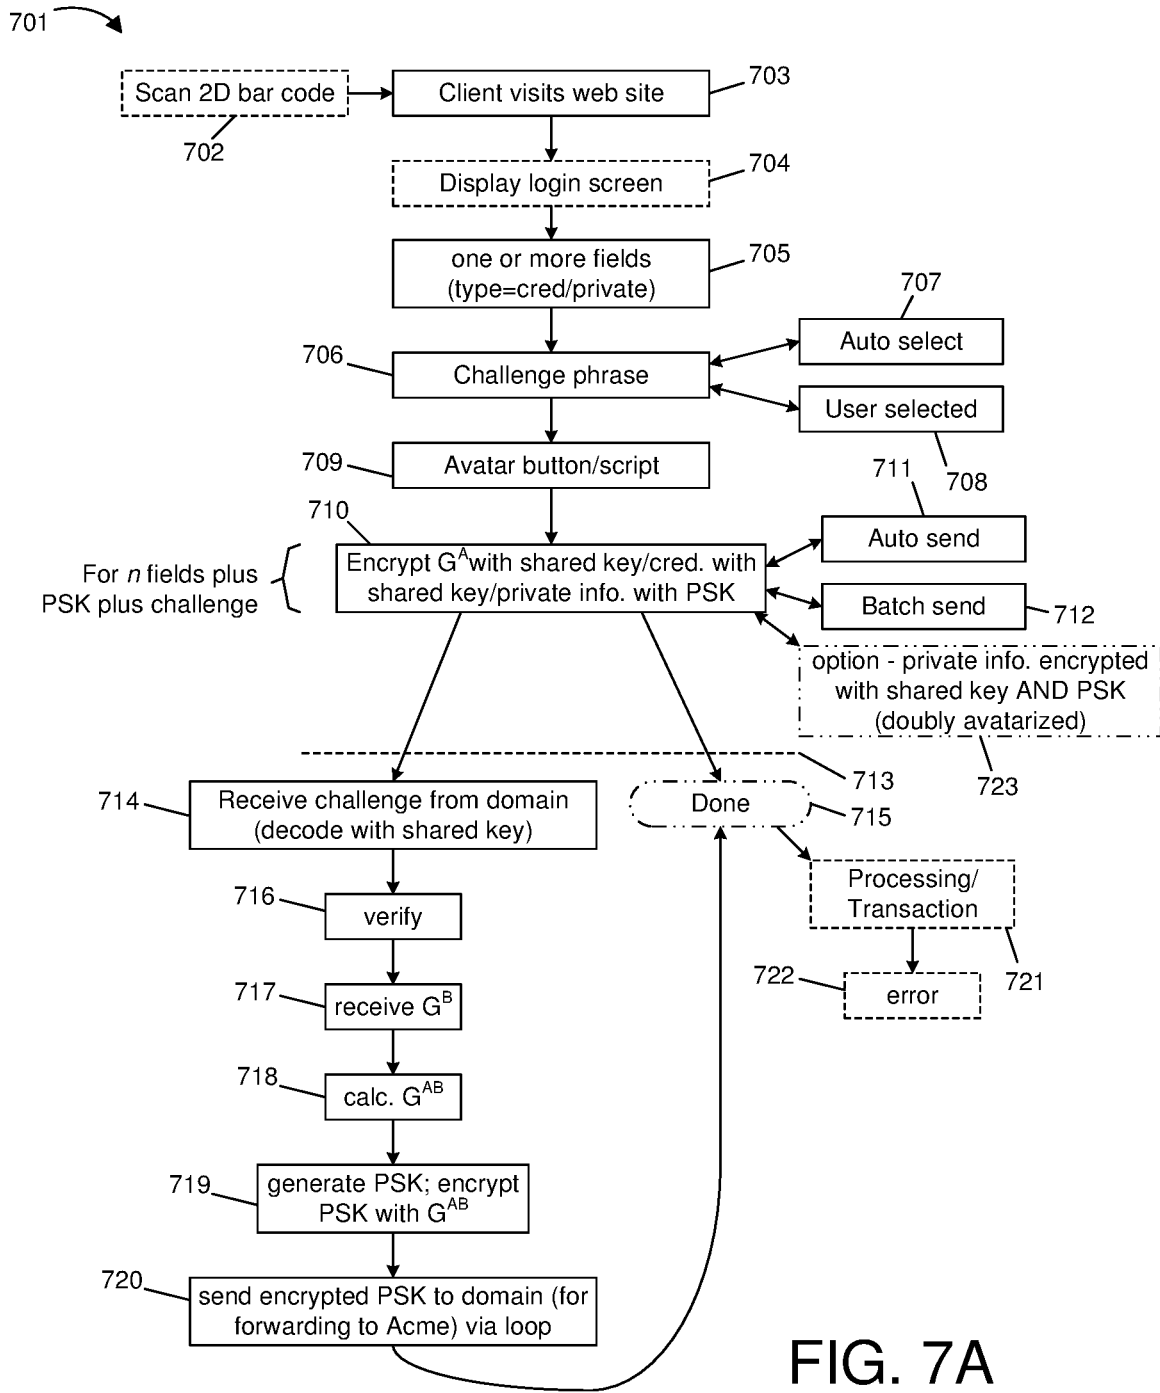 701
Scan 2D bar code
702
Client visits web site
703
Display login screen
704
one or more fields
(type=cred/private)
705
706
Challenge phrase
707
Auto select
User selected
708
709
Avatar button/script
710
For n fields plus
PSK plus challenge
Encrypt G^A with shared key/cred. with
shared key/private info. with PSK
711
Auto send
Batch send
712
option - private info. encrypted
with shared key AND PSK
(doubly avatarized)
723
713
714
Receive challenge from domain
(decode with shared key)
Done
715
716
verify
Processing/
Transaction
721
717
receive G^B
722
error
718
calc. G^AB
719
generate PSK; encrypt
PSK with G^AB
720
send encrypted PSK to domain (for
forwarding to Acme) via loop
FIG. 7A